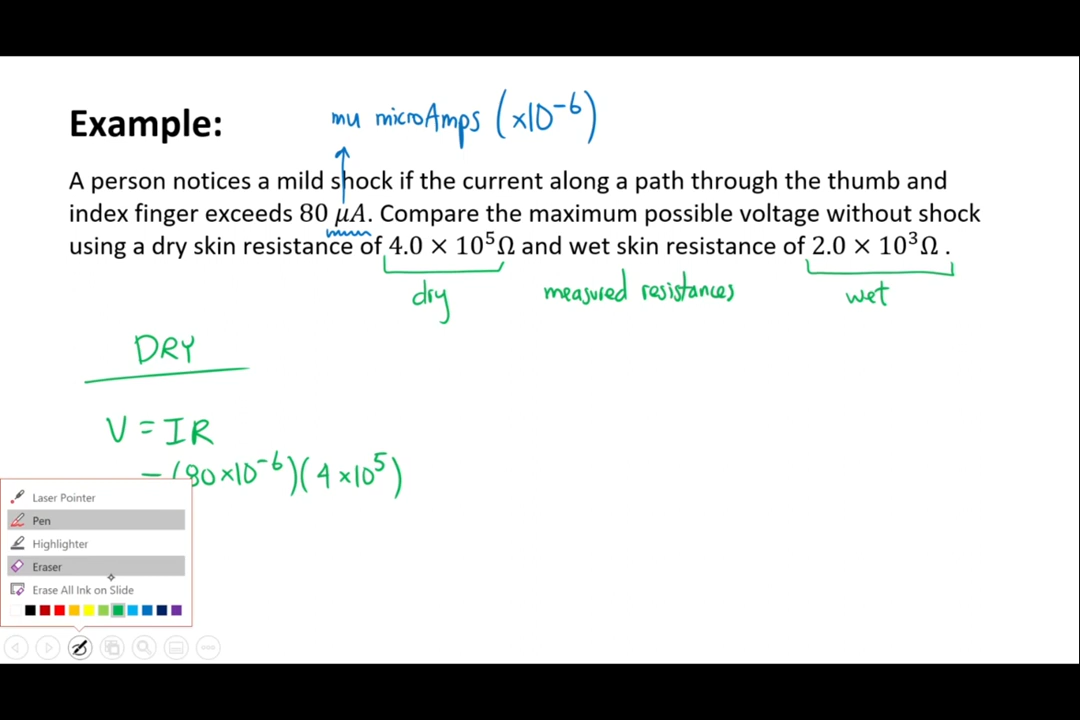 Example:
mu microAmps (×10⁻⁶)
A person notices a mild shock if the current along a path through the thumb and
index finger exceeds 80 μA. Compare the maximum possible voltage without shock
using a dry skin resistance of 4.0 × 10⁵Ω and wet skin resistance of 2.0 × 10³Ω .
dry measured resistances wet
DRY
V = IR
= (80×10⁻⁶)(4×10⁵)
Laser Pointer
Pen
Highlighter
Eraser
Erase All Ink on Slide